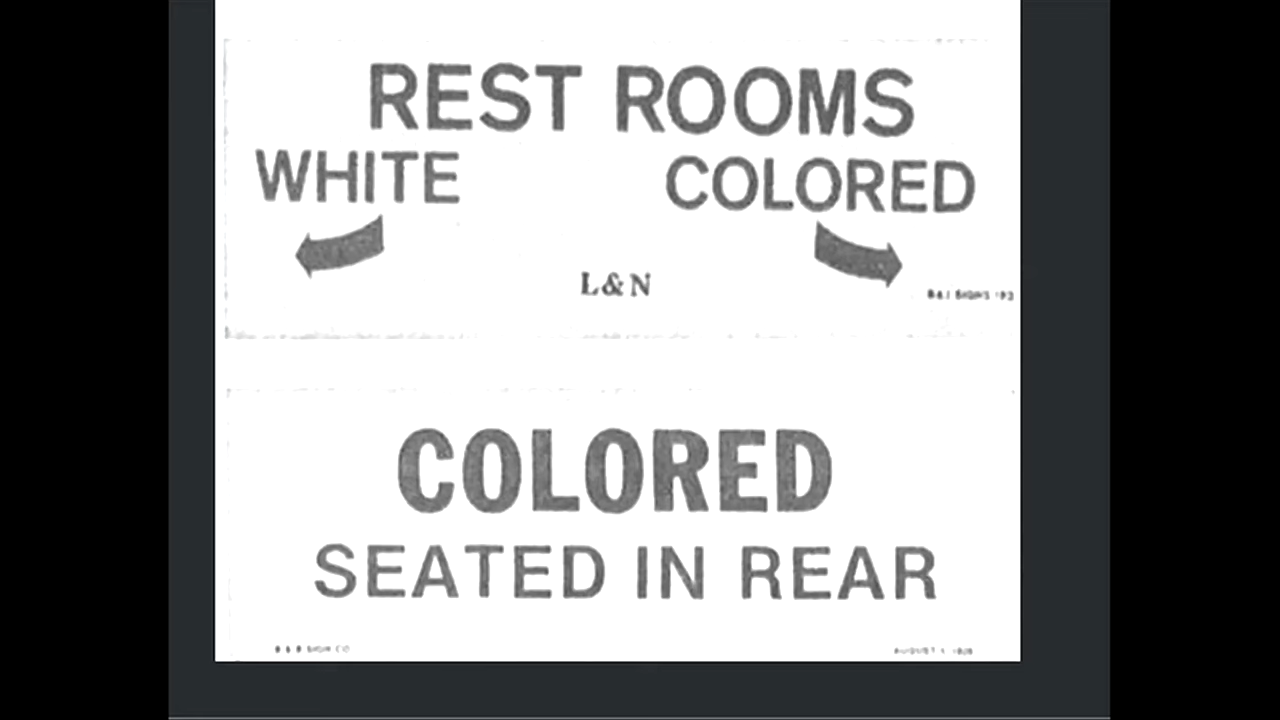 REST ROOMS
WHITE COLORED
L&N
COLORED
SEATED IN REAR